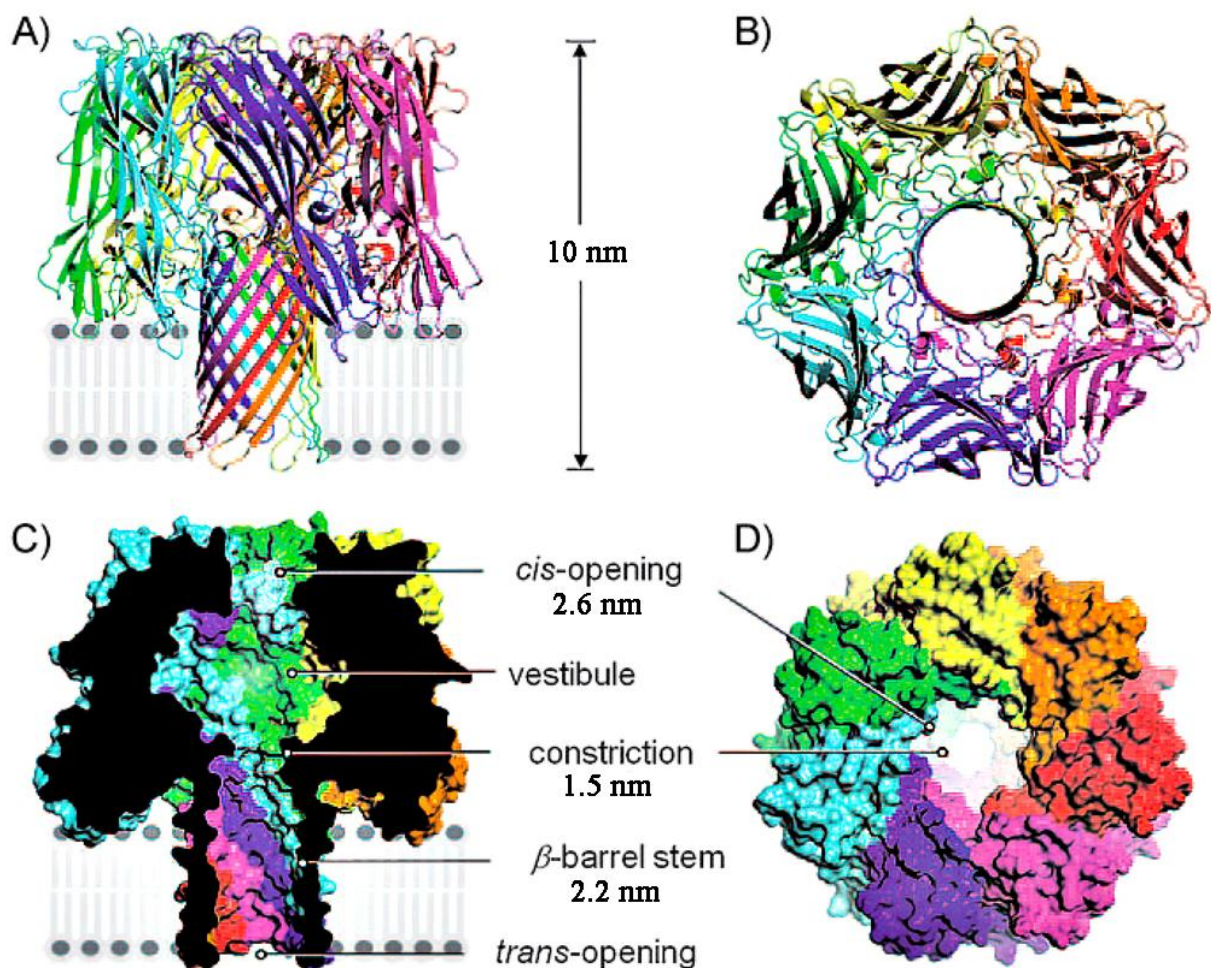 A)
B)
10 nm
C)
D)
cis-opening
2.6 nm
vestibule
constriction
1.5 nm
β-barrel stem
2.2 nm
trans-opening